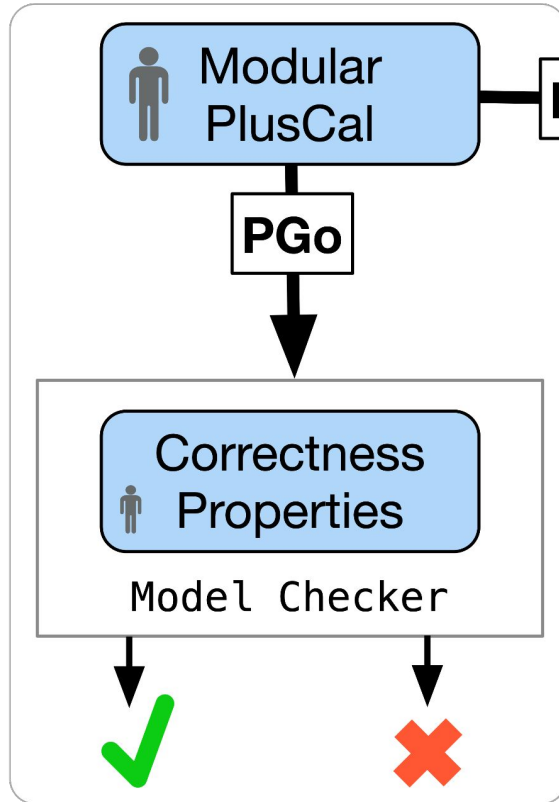 Modular
PlusCal
PGo
Correctness
Properties
Model Checker